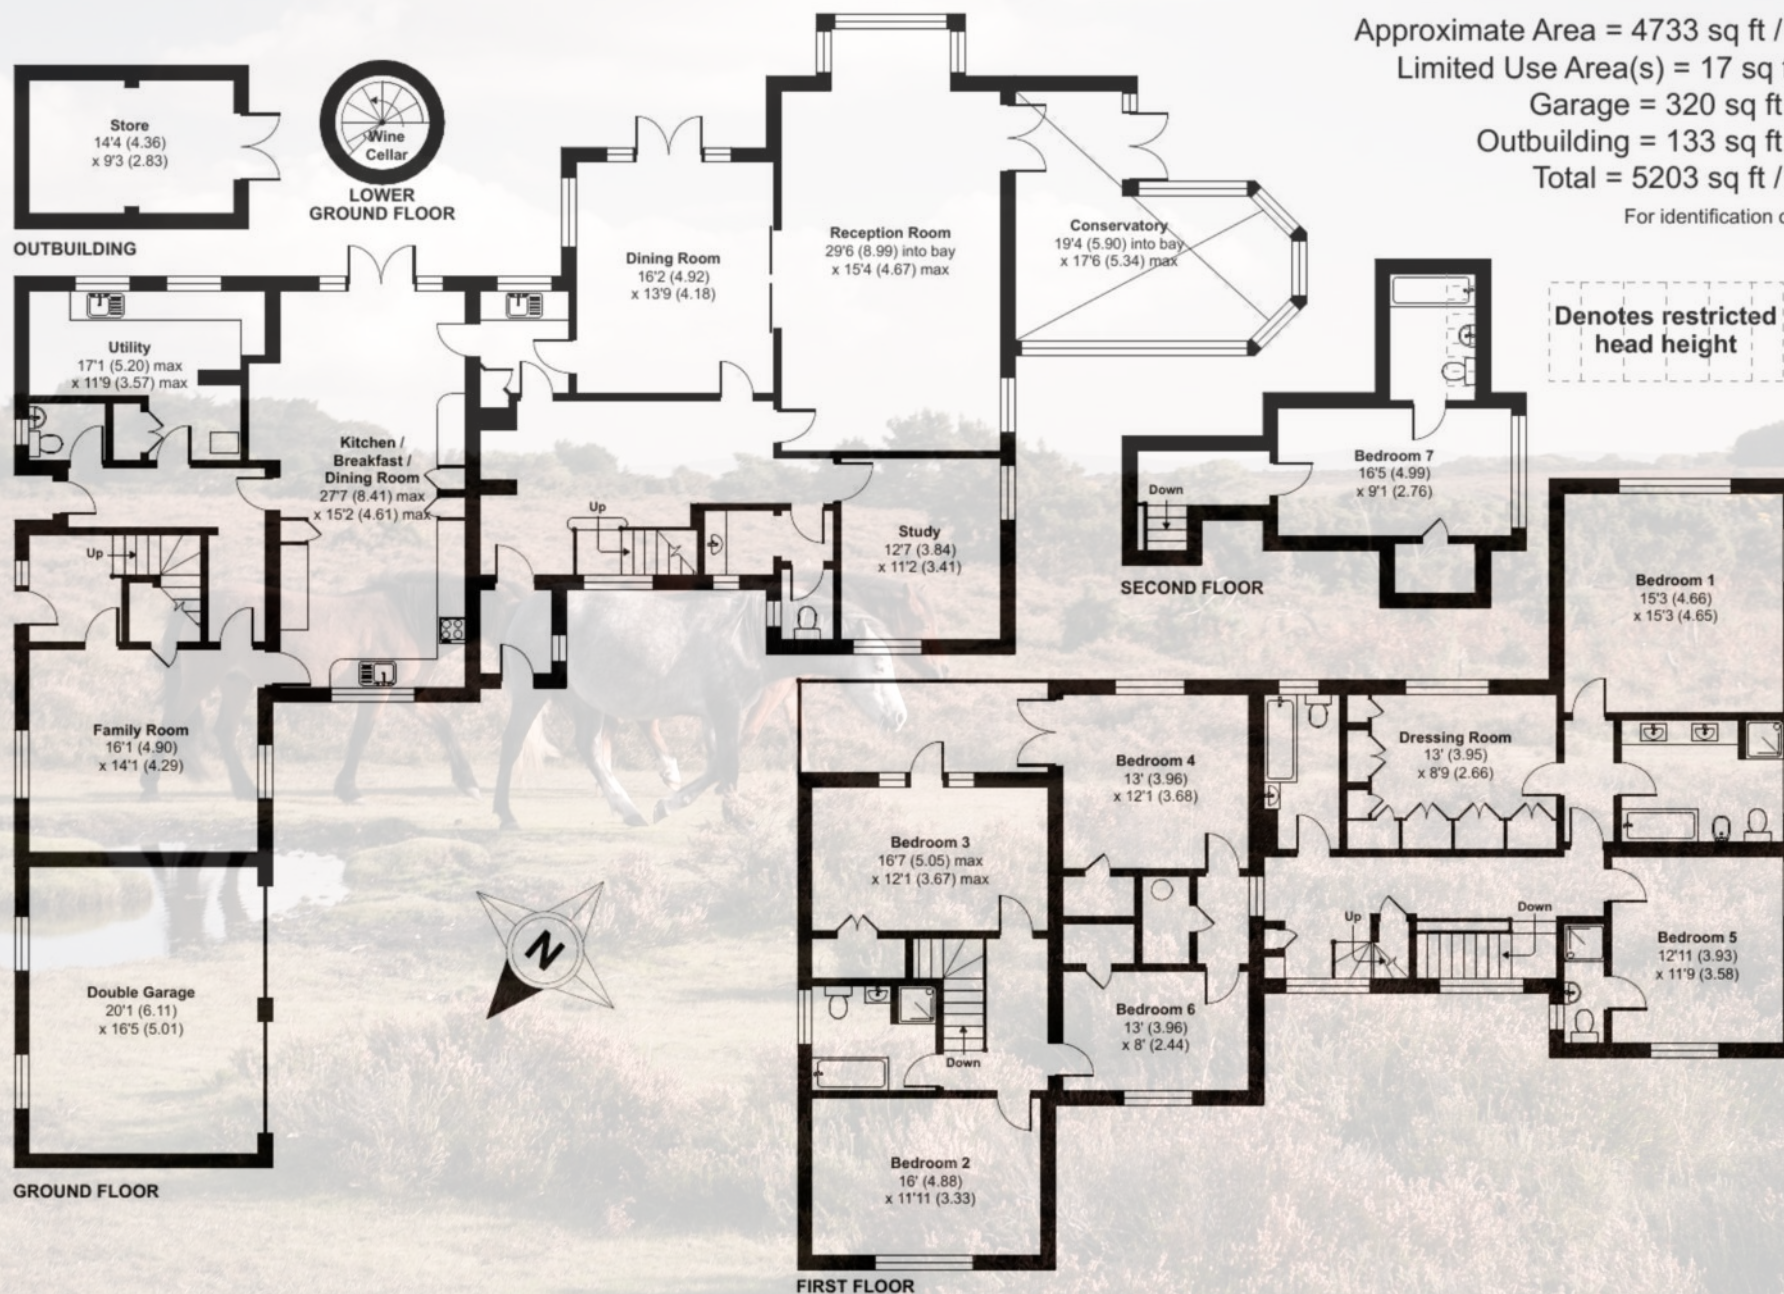 Approximate Area = 4733 sq ft /
Limited Use Area(s) = 17 sq f
Garage = 320 sq ft
Outbuilding = 133 sq ft
Total = 5203 sq ft /
For identification o
Denotes restricted
head height
Store
14'4 (4.36)
x 9'3 (2.83)
OUTBUILDING
Wine
Cellar
LOWER
GROUND FLOOR
Utility
17'1 (5.20) max
x 11'9 (3.57) max
Kitchen /
Breakfast /
Dining Room
27'7 (8.41) max
x 15'2 (4.61) max
Dining Room
16'2 (4.92)
x 13'9 (4.18)
Reception Room
29'6 (8.99) into bay
x 15'4 (4.67) max
Conservatory
19'4 (5.90) into bay
x 17'6 (5.34) max
Up
Up
Study
12'7 (3.84)
x 11'2 (3.41)
Family Room
16'1 (4.90)
x 14'1 (4.29)
Double Garage
20'1 (6.11)
x 16'5 (5.01)
GROUND FLOOR
N
Bedroom 7
16'5 (4.99)
x 9'1 (2.76)
Down
SECOND FLOOR
Bedroom 1
15'3 (4.66)
x 15'3 (4.65)
Dressing Room
13' (3.95)
x 8'9 (2.66)
Bedroom 4
13' (3.96)
x 12'1 (3.68)
Bedroom 3
16'7 (5.05) max
x 12'1 (3.67) max
Up
Down
Bedroom 5
12'11 (3.93)
x 11'9 (3.58)
Bedroom 6
13' (3.96)
x 8' (2.44)
Down
Bedroom 2
16' (4.88)
x 11'11 (3.33)
FIRST FLOOR